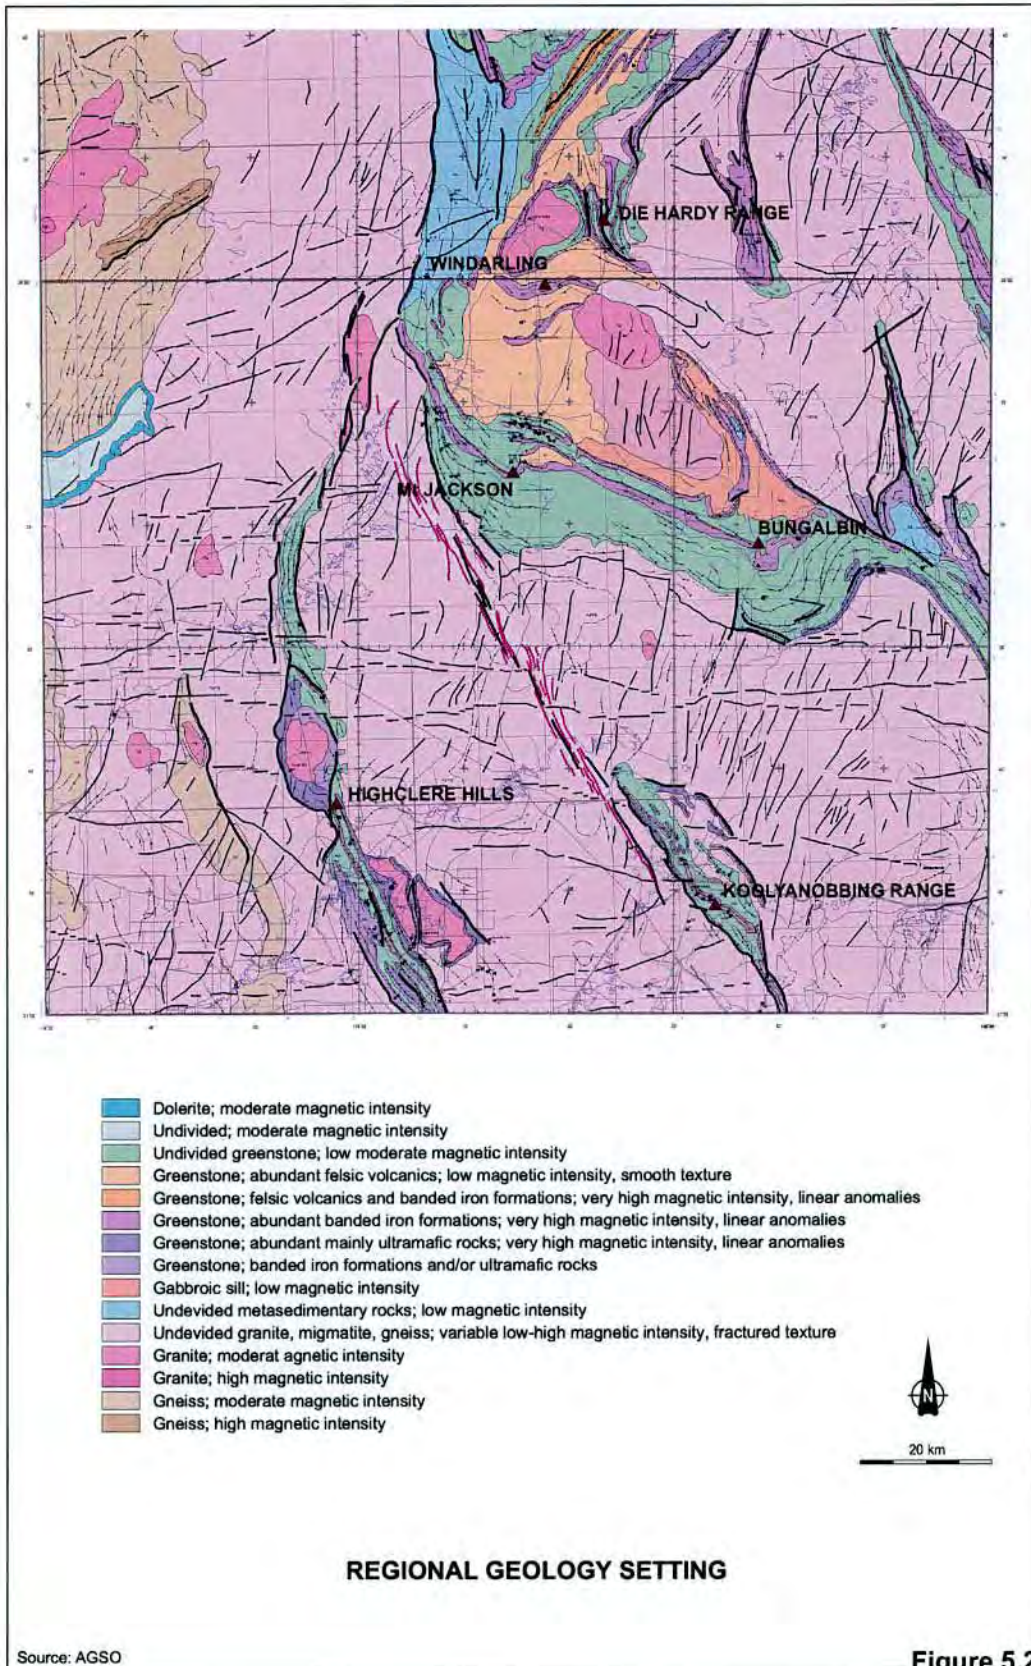 DIE HARDY RANGE
WINDARLING
Mt JACKSON
BUNGALBIN
HIGHCLERE HILLS
KOOLYANOBBING RANGE
Dolerite; moderate magnetic intensity
Undivided; moderate magnetic intensity
Undivided greenstone; low moderate magnetic intensity
Greenstone; abundant felsic volcanics; low magnetic intensity, smooth texture
Greenstone; felsic volcanics and banded iron formations; very high magnetic intensity, linear anomalies
Greenstone; abundant banded iron formations; very high magnetic intensity, linear anomalies
Greenstone; abundant mainly ultramafic rocks; very high magnetic intensity, linear anomalies
Greenstone; banded iron formations and/or ultramafic rocks
Gabbroic sill; low magnetic intensity
Undevided metasedimentary rocks; low magnetic intensity
Undevided granite, migmatite, gneiss; variable low-high magnetic intensity, fractured texture
Granite; moderat agnetic intensity
Granite; high magnetic intensity
Gneiss; moderate magnetic intensity
Gneiss; high magnetic intensity
N
20 km
REGIONAL GEOLOGY SETTING
Source: AGSO
Figure 5.2